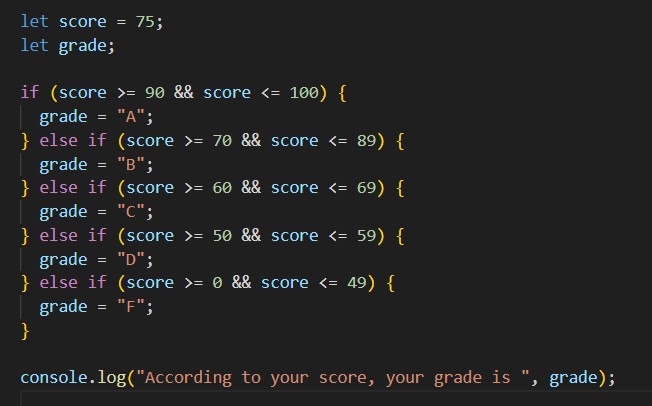 let score = 75;
let grade;
if (score >= 90 && score <= 100) {
grade = "A";
} else if (score >= 70 && score <= 89) {
grade = "B";
} else if (score >= 60 && score <= 69) {
grade = "C";
} else if (score >= 50 && score <= 59) {
grade = "D";
} else if (score >= 0 && score <= 49) {
grade = "F";
}
console.log("According to your score, your grade is ", grade);